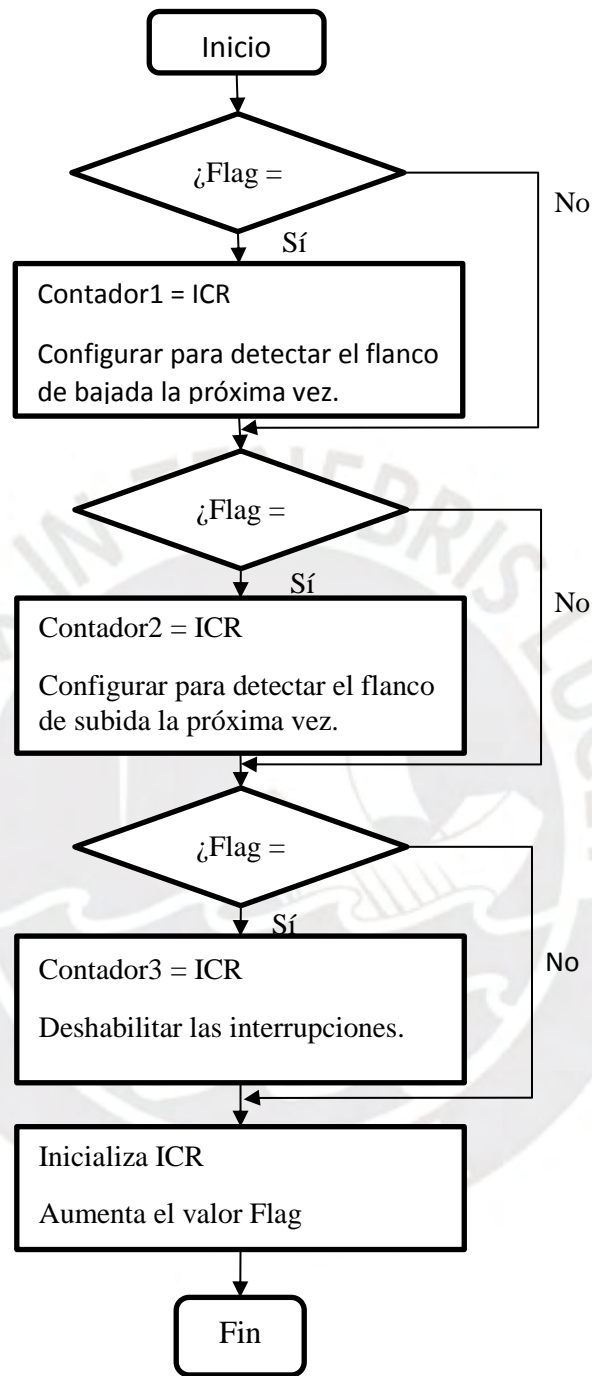 Inicio
¿Flag =
No
Sí
Contador1 = ICR
Configurar para detectar el flanco
de bajada la próxima vez.
¿Flag =
Sí
No
Contador2 = ICR
Configurar para detectar el flanco
de subida la próxima vez.
¿Flag =
Sí
No
Contador3 = ICR
Deshabilitar las interrupciones.
Inicializa ICR
Aumenta el valor Flag
Fin
IN TENEBRIS